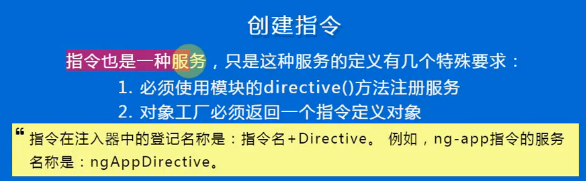 创建指令
指令也是一种服务，只是这种服务的定义有几个特殊要求：
1. 必须使用模块的directive()方法注册服务
2. 对象工厂必须返回一个指令定义对象
❝ 指令在注入器中的登记名称是：指令名+Directive。 例如，ng-app指令的服务
名称是：ngAppDirective。